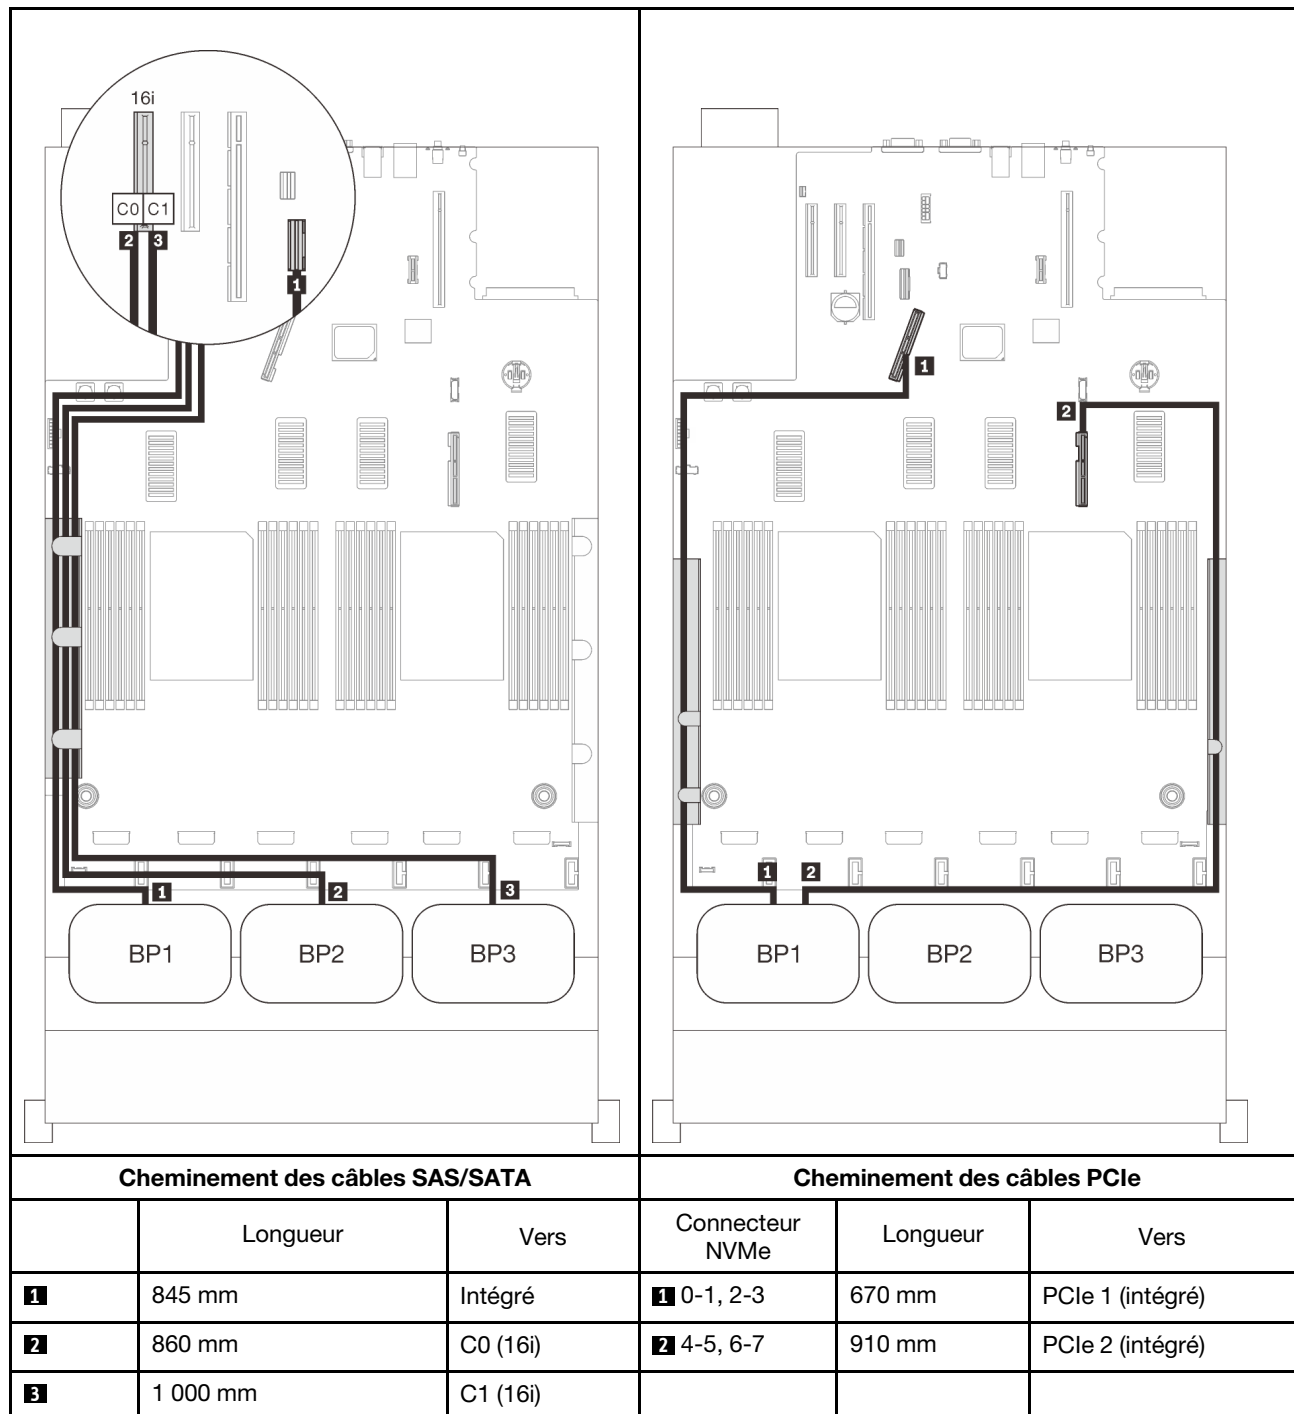 16i
C0 C1
2 3
1
1
2
3
BP1 BP2 BP3
1
2
1 2
BP1 BP2 BP3
Cheminement des câbles SAS/SATA
Cheminement des câbles PCIe
Longueur Vers
Connecteur NVMe Longueur Vers
1 845 mm Intégré
1 0-1, 2-3 670 mm PCIe 1 (intégré)
2 860 mm C0 (16i)
2 4-5, 6-7 910 mm PCIe 2 (intégré)
3 1 000 mm C1 (16i)